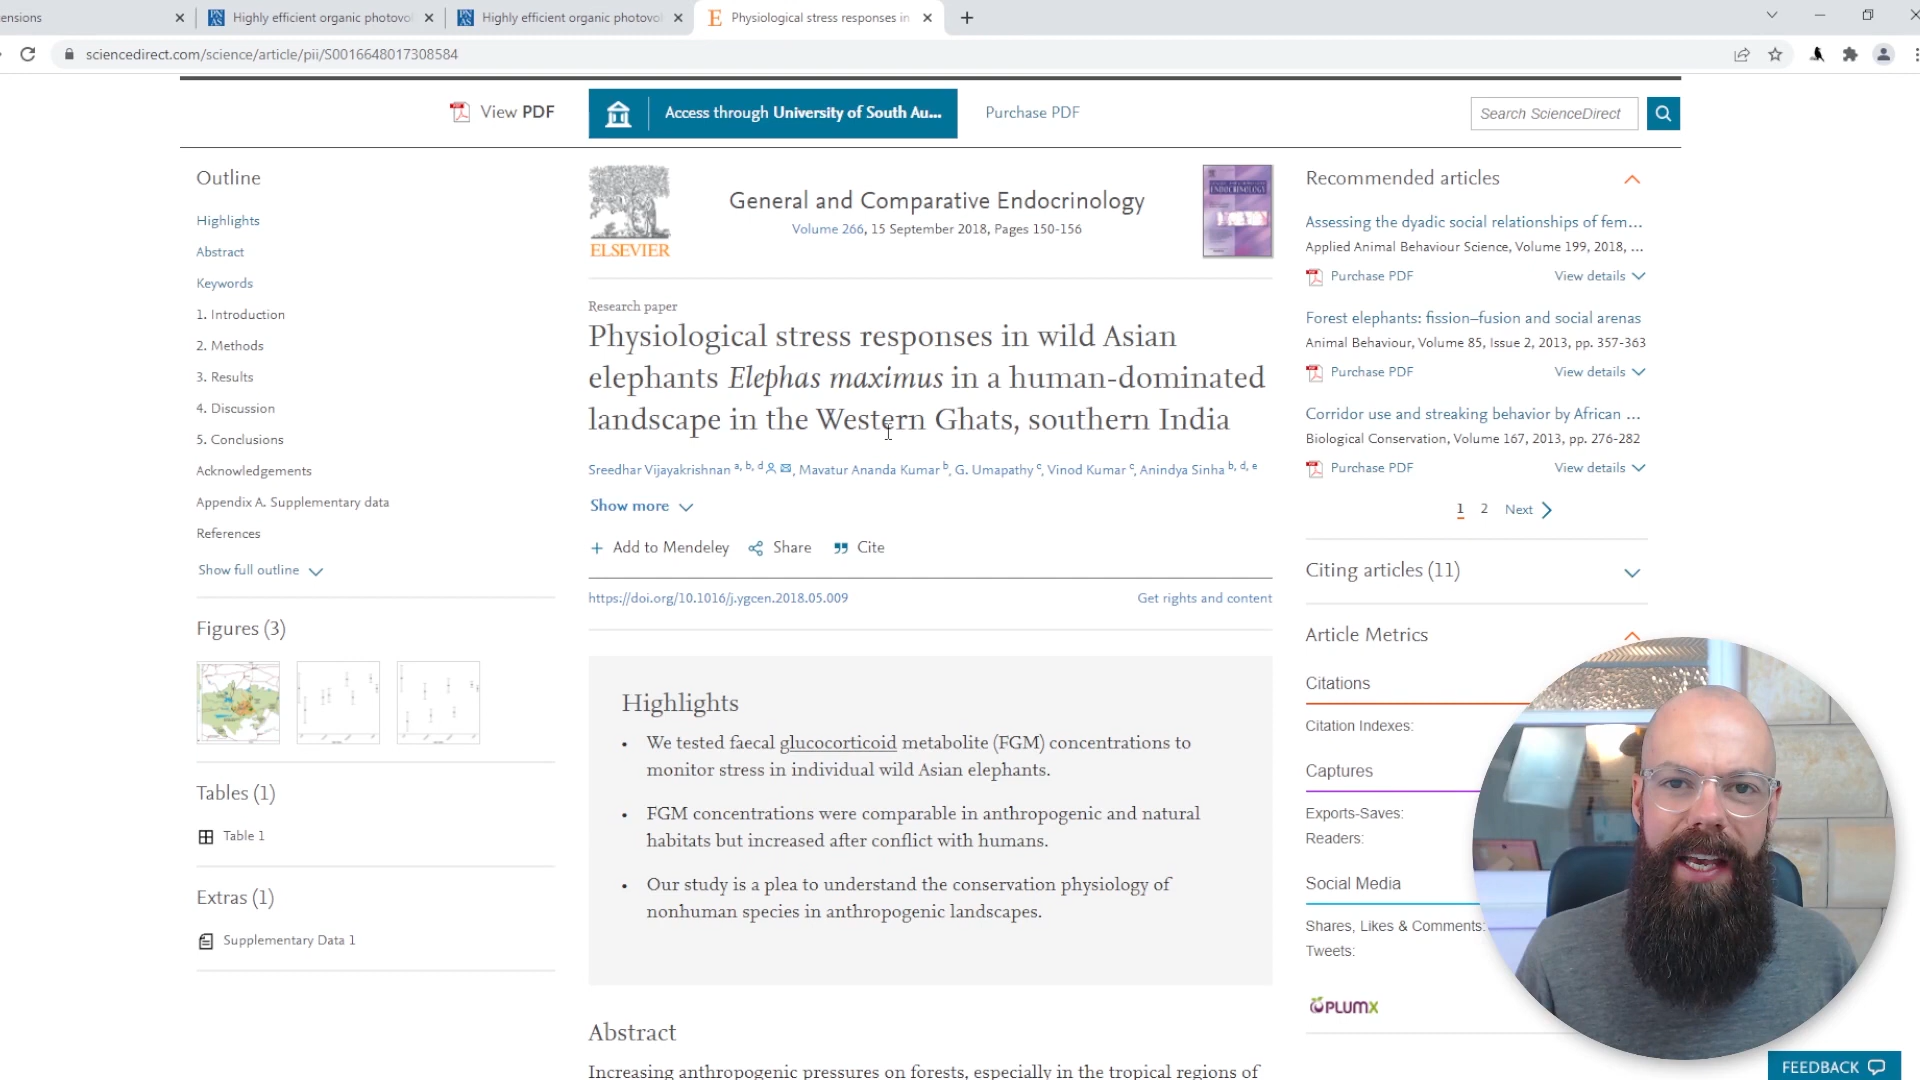 ensions
Highly efficient organic photovo
Highly efficient organic photovo
Physiological stress responses in
sciencedirect.com/science/article/pii/S0016648017308584
View PDF
Access through University of South Au...
Purchase PDF
Search ScienceDirect
Outline
Highlights
Abstract
Keywords
1. Introduction
2. Methods
3. Results
4. Discussion
5. Conclusions
Acknowledgements
Appendix A. Supplementary data
References
Show full outline
Figures (3)
Tables (1)
Table 1
Extras (1)
Supplementary Data 1
ELSEVIER
General and Comparative Endocrinology
Volume 266, 15 September 2018, Pages 150-156
ENDOCRINOLOGY
Research paper
Physiological stress responses in wild Asian
elephants Elephas maximus in a human-dominated
landscape in the Western Ghats, southern India
Sreedhar Vijayakrishnan a, b, d, Mavatur Ananda Kumar b, G. Umapathy c, Vinod Kumar c, Anindya Sinha b, d, e
Show more
Add to Mendeley Share Cite
https://doi.org/10.1016/j.ygcen.2018.05.009
Get rights and content
Highlights
• We tested faecal glucocorticoid metabolite (FGM) concentrations to
monitor stress in individual wild Asian elephants.
• FGM concentrations were comparable in anthropogenic and natural
habitats but increased after conflict with humans.
• Our study is a plea to understand the conservation physiology of
nonhuman species in anthropogenic landscapes.
Abstract
Increasing anthropogenic pressures on forests, especially in the tropical regions of
Recommended articles
Assessing the dyadic social relationships of fem...
Applied Animal Behaviour Science, Volume 199, 2018, ...
Purchase PDF View details
Forest elephants: fission–fusion and social arenas
Animal Behaviour, Volume 85, Issue 2, 2013, pp. 357-363
Purchase PDF View details
Corridor use and streaking behavior by African ...
Biological Conservation, Volume 167, 2013, pp. 276-282
Purchase PDF View details
1 2 Next
Citing articles (11)
Article Metrics
Citations
Citation Indexes:
Captures
Exports-Saves:
Readers:
Social Media
Shares, Likes & Comments:
Tweets:
PLUMX
FEEDBACK